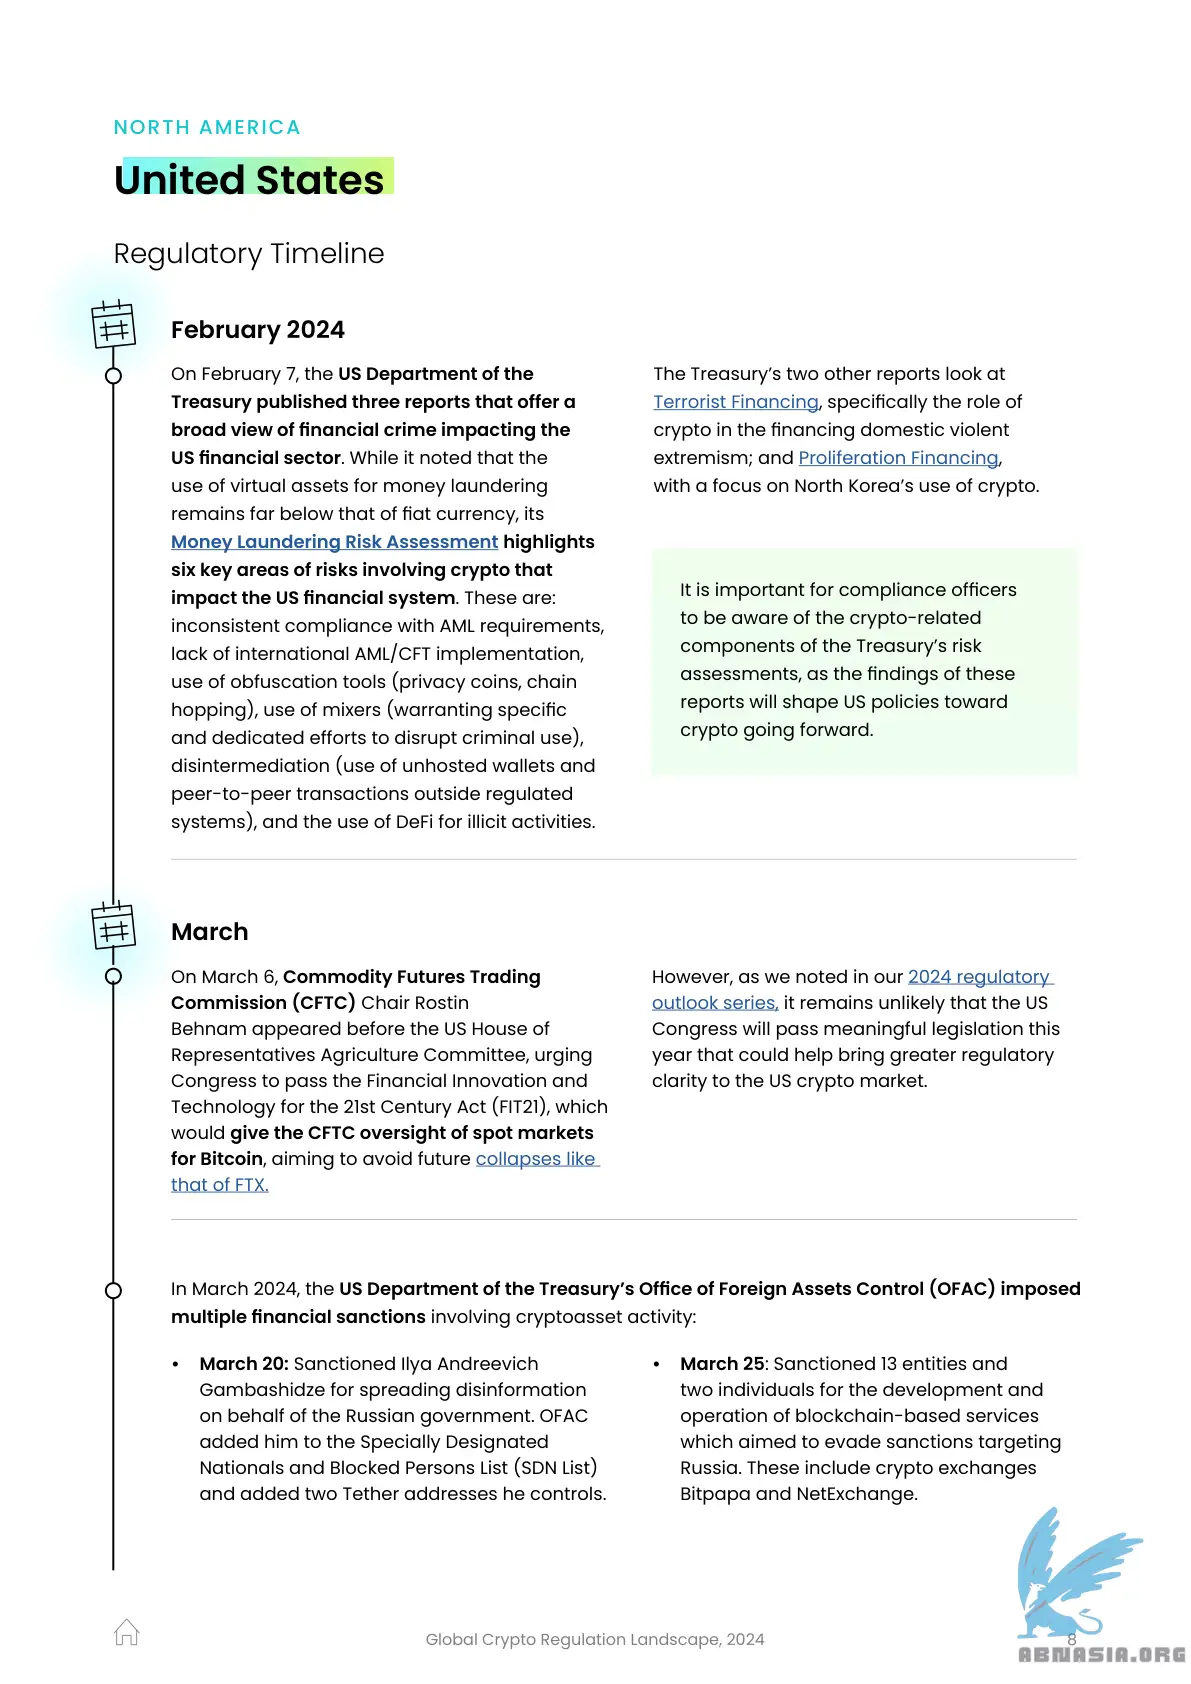 NORTH AMERICA
United States
Regulatory Timeline
February 2024
On February 7, the US Department of the
Treasury published three reports that offer a
broad view of financial crime impacting the
US financial sector. While it noted that the
use of virtual assets for money laundering
remains far below that of fiat currency, its
Money Laundering Risk Assessment highlights
six key areas of risks involving crypto that
impact the US financial system. These are:
inconsistent compliance with AML requirements,
lack of international AML/CFT implementation,
use of obfuscation tools (privacy coins, chain
hopping), use of mixers (warranting specific
and dedicated efforts to disrupt criminal use),
disintermediation (use of unhosted wallets and
peer-to-peer transactions outside regulated
systems), and the use of DeFi for illicit activities.
The Treasury’s two other reports look at
Terrorist Financing, specifically the role of
crypto in the financing domestic violent
extremism; and Proliferation Financing,
with a focus on North Korea’s use of crypto.
It is important for compliance officers
to be aware of the crypto-related
components of the Treasury’s risk
assessments, as the findings of these
reports will shape US policies toward
crypto going forward.
March
On March 6, Commodity Futures Trading
Commission (CFTC) Chair Rostin
Behnam appeared before the US House of
Representatives Agriculture Committee, urging
Congress to pass the Financial Innovation and
Technology for the 21st Century Act (FIT21), which
would give the CFTC oversight of spot markets
for Bitcoin, aiming to avoid future collapses like
that of FTX.
However, as we noted in our 2024 regulatory
outlook series, it remains unlikely that the US
Congress will pass meaningful legislation this
year that could help bring greater regulatory
clarity to the US crypto market.
In March 2024, the US Department of the Treasury’s Office of Foreign Assets Control (OFAC) imposed
multiple financial sanctions involving cryptoasset activity:
• March 20: Sanctioned Ilya Andreevich
Gambashidze for spreading disinformation
on behalf of the Russian government. OFAC
added him to the Specially Designated
Nationals and Blocked Persons List (SDN List)
and added two Tether addresses he controls.
• March 25: Sanctioned 13 entities and
two individuals for the development and
operation of blockchain-based services
which aimed to evade sanctions targeting
Russia. These include crypto exchanges
Bitpapa and NetExchange.
Global Crypto Regulation Landscape, 2024
8
ABNASIA.ORG